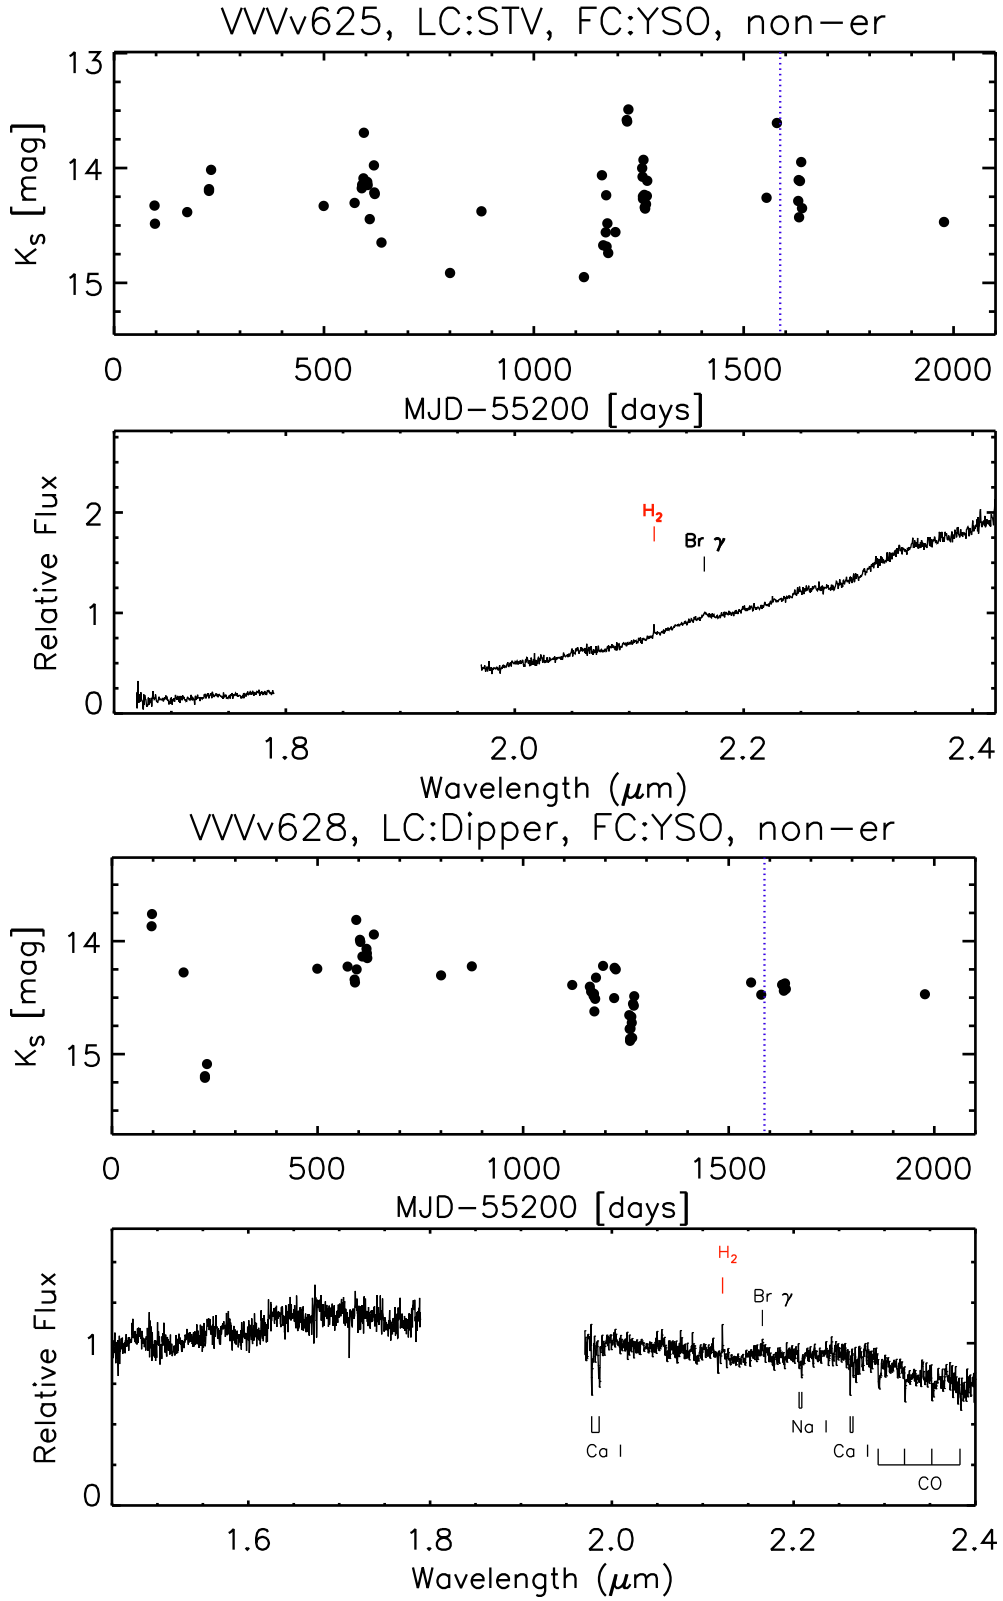 VVVv625, LC:STV, FC:YSO, non-er
13
14
15
Ks [mag]
0 500 1000 1500 2000
MJD-55200 [days]
2
1
0
Relative Flux
H2
Br γ
1.8 2.0 2.2 2.4
Wavelength (μm)
VVVv628, LC:Dipper, FC:YSO, non-er
14
15
Ks [mag]
0 500 1000 1500 2000
MJD-55200 [days]
1
0
Relative Flux
H2
Br γ
Na I
Ca I
Ca I
CO
1.6 1.8 2.0 2.2 2.4
Wavelength (μm)